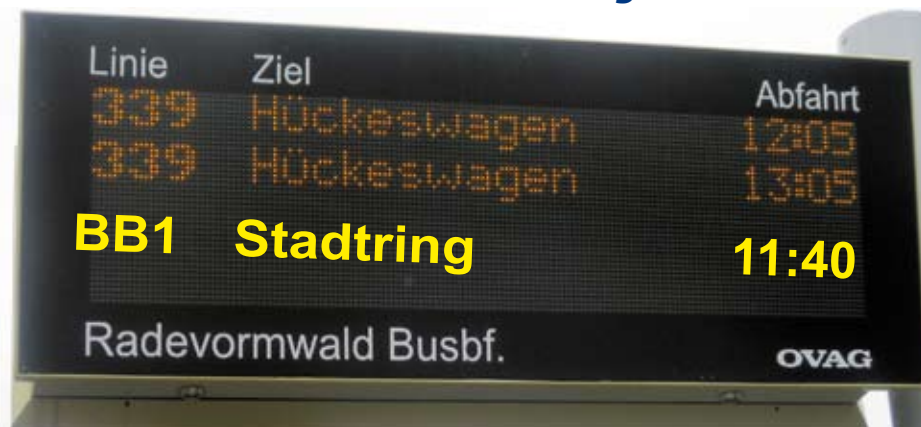 Linie Ziel Abfahrt
339 Hückeswagen 12:05
339 Hückeswagen 13:05
BB1 Stadtring 11:40
Radevormwald Busbf. OVAG